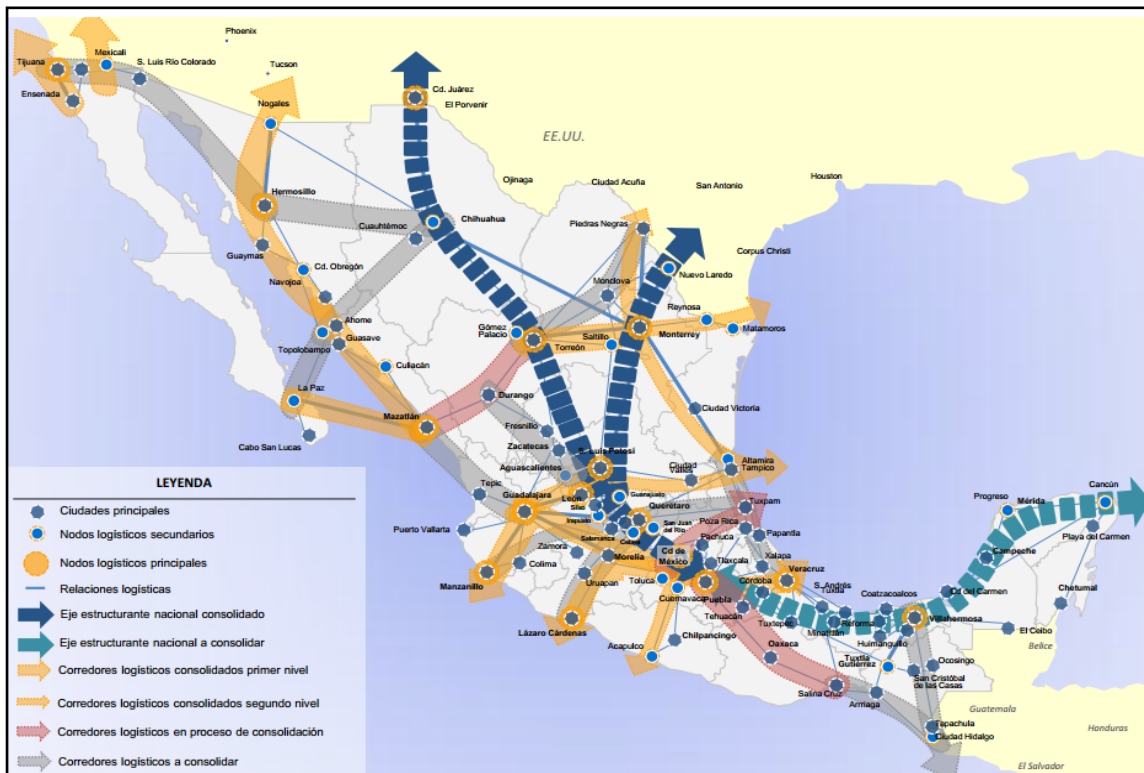 Phoenix
Mexicali
Tijuana
S. Luis Río Colorado
Tucson
Ensenada
Nogales
Cd. Juárez
El Porvenir
EE.UU.
Ojinaga
Ciudad Acuña
San Antonio
Houston
Hermosilllo
Cuauhtémoc
Chihuahua
Piedras Negras
Guaymas
Cd. Obregón
Navojoa
Corpus Christi
Nuevo Laredo
Monclova
Reynosa
Matamoros
Ahome
Guasave
Topolobampo
Gómez
Palacio
Torreón
Saltillo
Monterrey
Culiacán
La Paz
Durango
Mazatlán
Cabo San Lucas
Ciudad Victoria
Fresnillo
Zacatecas
S. Luis Potosí
Aguascalientes
Ciudad
Valles
Altamira
Tampico
Tepic
Guadalajara
León
Silao
Guanajuato
Irapuato
Querétaro
San Juan
del Río
Salamanca
Celaya
Tuxpam
Poza Rica
Papantla
Pachuca
Puerto Vallarta
Zamora
Morelia
Cd de
México
Tlaxcala
Xalapa
Veracruz
Colima
Uruapan
Toluca
Manzanillo
Cuernavaca
Puebla
Córdoba
S. Andrés
Tuxtla
Coatzacoalcos
Cd del Carmen
Campeche
Progreso
Mérida
Cancún
Playa del Carmen
Chetumal
Tehuacán
Tuxtepec
Minatitlán
Reforma
Huimanguillo
Villahermosa
El Ceibo
Belice
Lázaro Cárdenas
Acapulco
Chilpancingo
Oaxaca
Tuxtla
Gutiérrez
Ocosingo
San Cristóbal
de las Casas
Salina Cruz
Arriaga
Tapachula
Ciudad Hidalgo
Guatemala
Honduras
El Salvador
LEYENDA
Ciudades principales
Nodos logísticos secundarios
Nodos logísticos principales
Relaciones logísticas
Eje estructurante nacional consolidado
Eje estructurante nacional a consolidar
Corredores logísticos consolidados primer nivel
Corredores logísticos consolidados segundo nivel
Corredores logísticos en proceso de consolidación
Corredores logísticos a consolidar